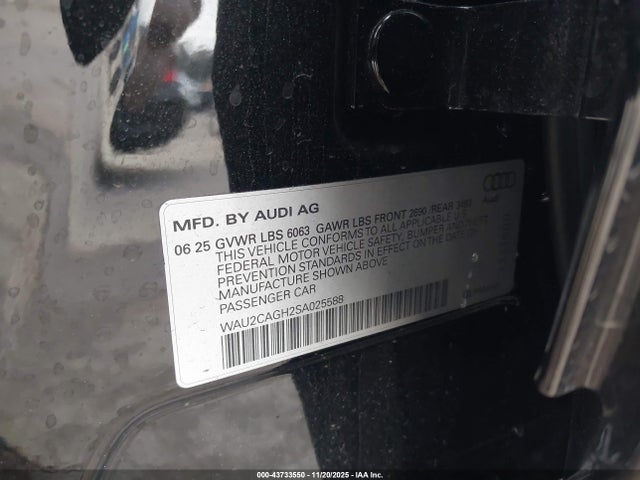 MFD. BY AUDI AG
06 25 GVWR LBS 6063 GAWR LBS FRONT 2690 /REAR 3461
THIS VEHICLE CONFORMS TO ALL APPLICABLE U.S.
FEDERAL MOTOR VEHICLE SAFETY, BUMPER AND THEFT
PREVENTION STANDARDS IN EFFECT ON THE DATE OF
MANUFACTURE SHOWN ABOVE
PASSENGER CAR
WAU2CAGH2SA025588
Audi
000-43733550 - 11/20/2025 - IAA Inc.